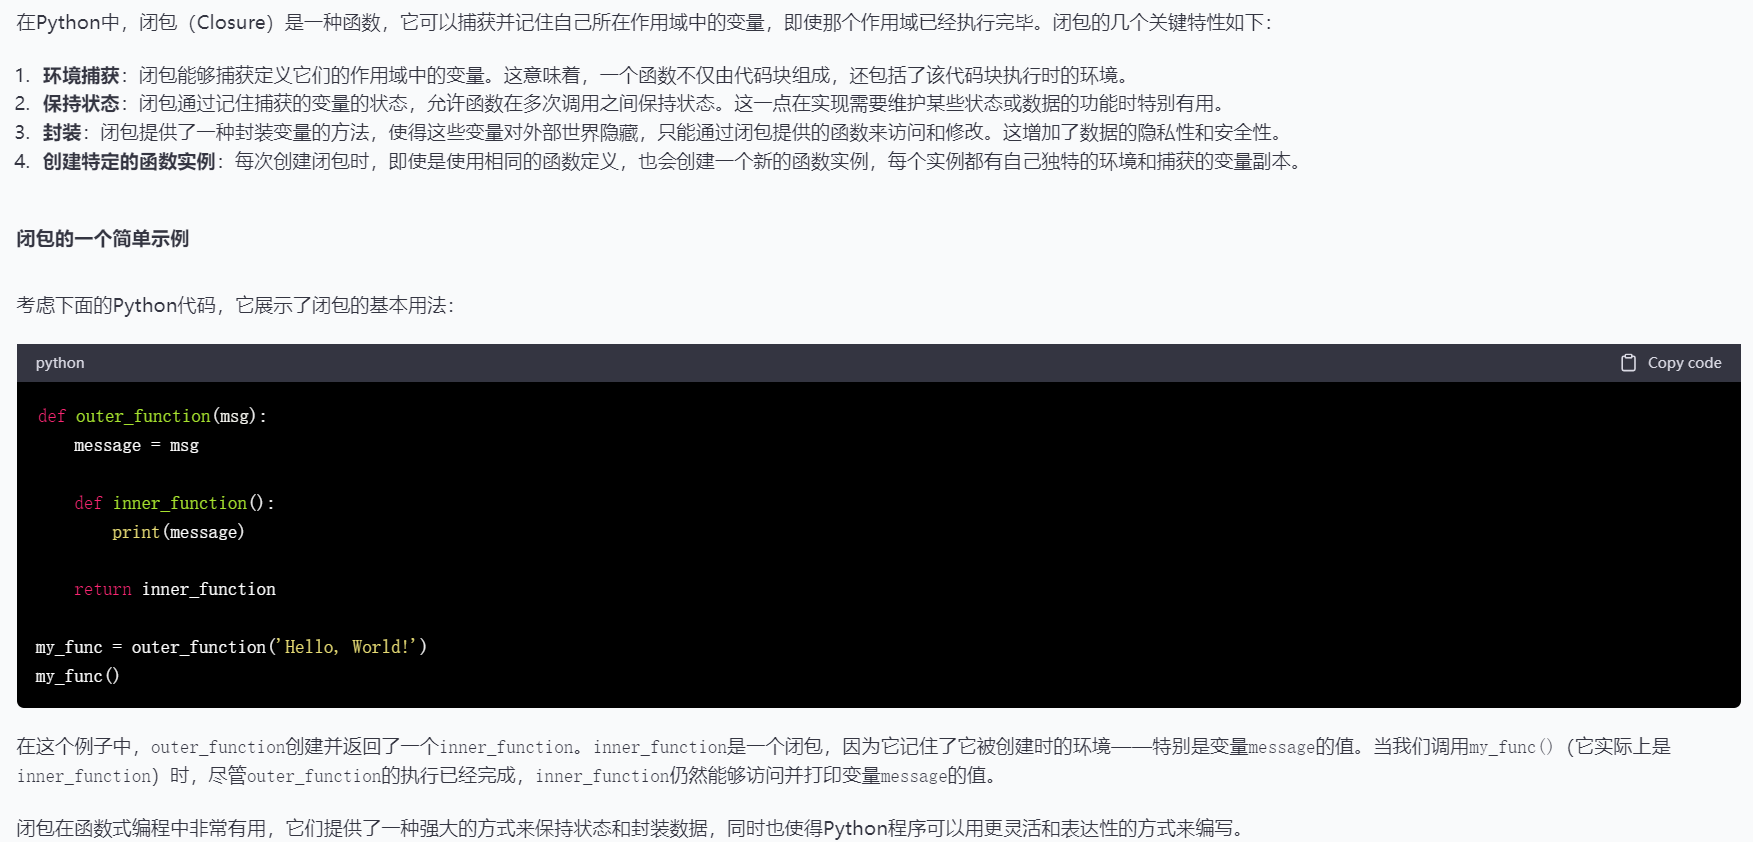 在Python中，闭包（Closure）是一种函数，它可以捕获并记住自己所在作用域中的变量，即使那个作用域已经执行完毕。闭包的几个关键特性如下：
1. 环境捕获：闭包能够捕获定义它们的作用域中的变量。这意味着，一个函数不仅由代码块组成，还包括了该代码块执行时的环境。
2. 保持状态：闭包通过记住捕获的变量的状态，允许函数在多次调用之间保持状态。这一点在实现需要维护某些状态或数据的功能时特别有用。
3. 封装：闭包提供了一种封装变量的方法，使得这些变量对外部世界隐藏，只能通过闭包提供的函数来访问和修改。这增加了数据的隐私性和安全性。
4. 创建特定的函数实例：每次创建闭包时，即使是使用相同的函数定义，也会创建一个新的函数实例，每个实例都有自己独特的环境和捕获的变量副本。
闭包的一个简单示例
考虑下面的Python代码，它展示了闭包的基本用法：
python Copy code
def outer_function(msg):
    message = msg
    def inner_function():
        print(message)
    return inner_function
my_func = outer_function('Hello, World!')
my_func()
在这个例子中，outer_function创建并返回了一个inner_function。inner_function是一个闭包，因为它记住了它被创建时的环境——特别是变量message的值。当我们调用my_func()（它实际上是
inner_function）时，尽管outer_function的执行已经完成，inner_function仍然能够访问并打印变量message的值。
闭包在函数式编程中非常有用，它们提供了一种强大的方式来保持状态和封装数据，同时也使得Python程序可以用更灵活和表达性的方式来编写。